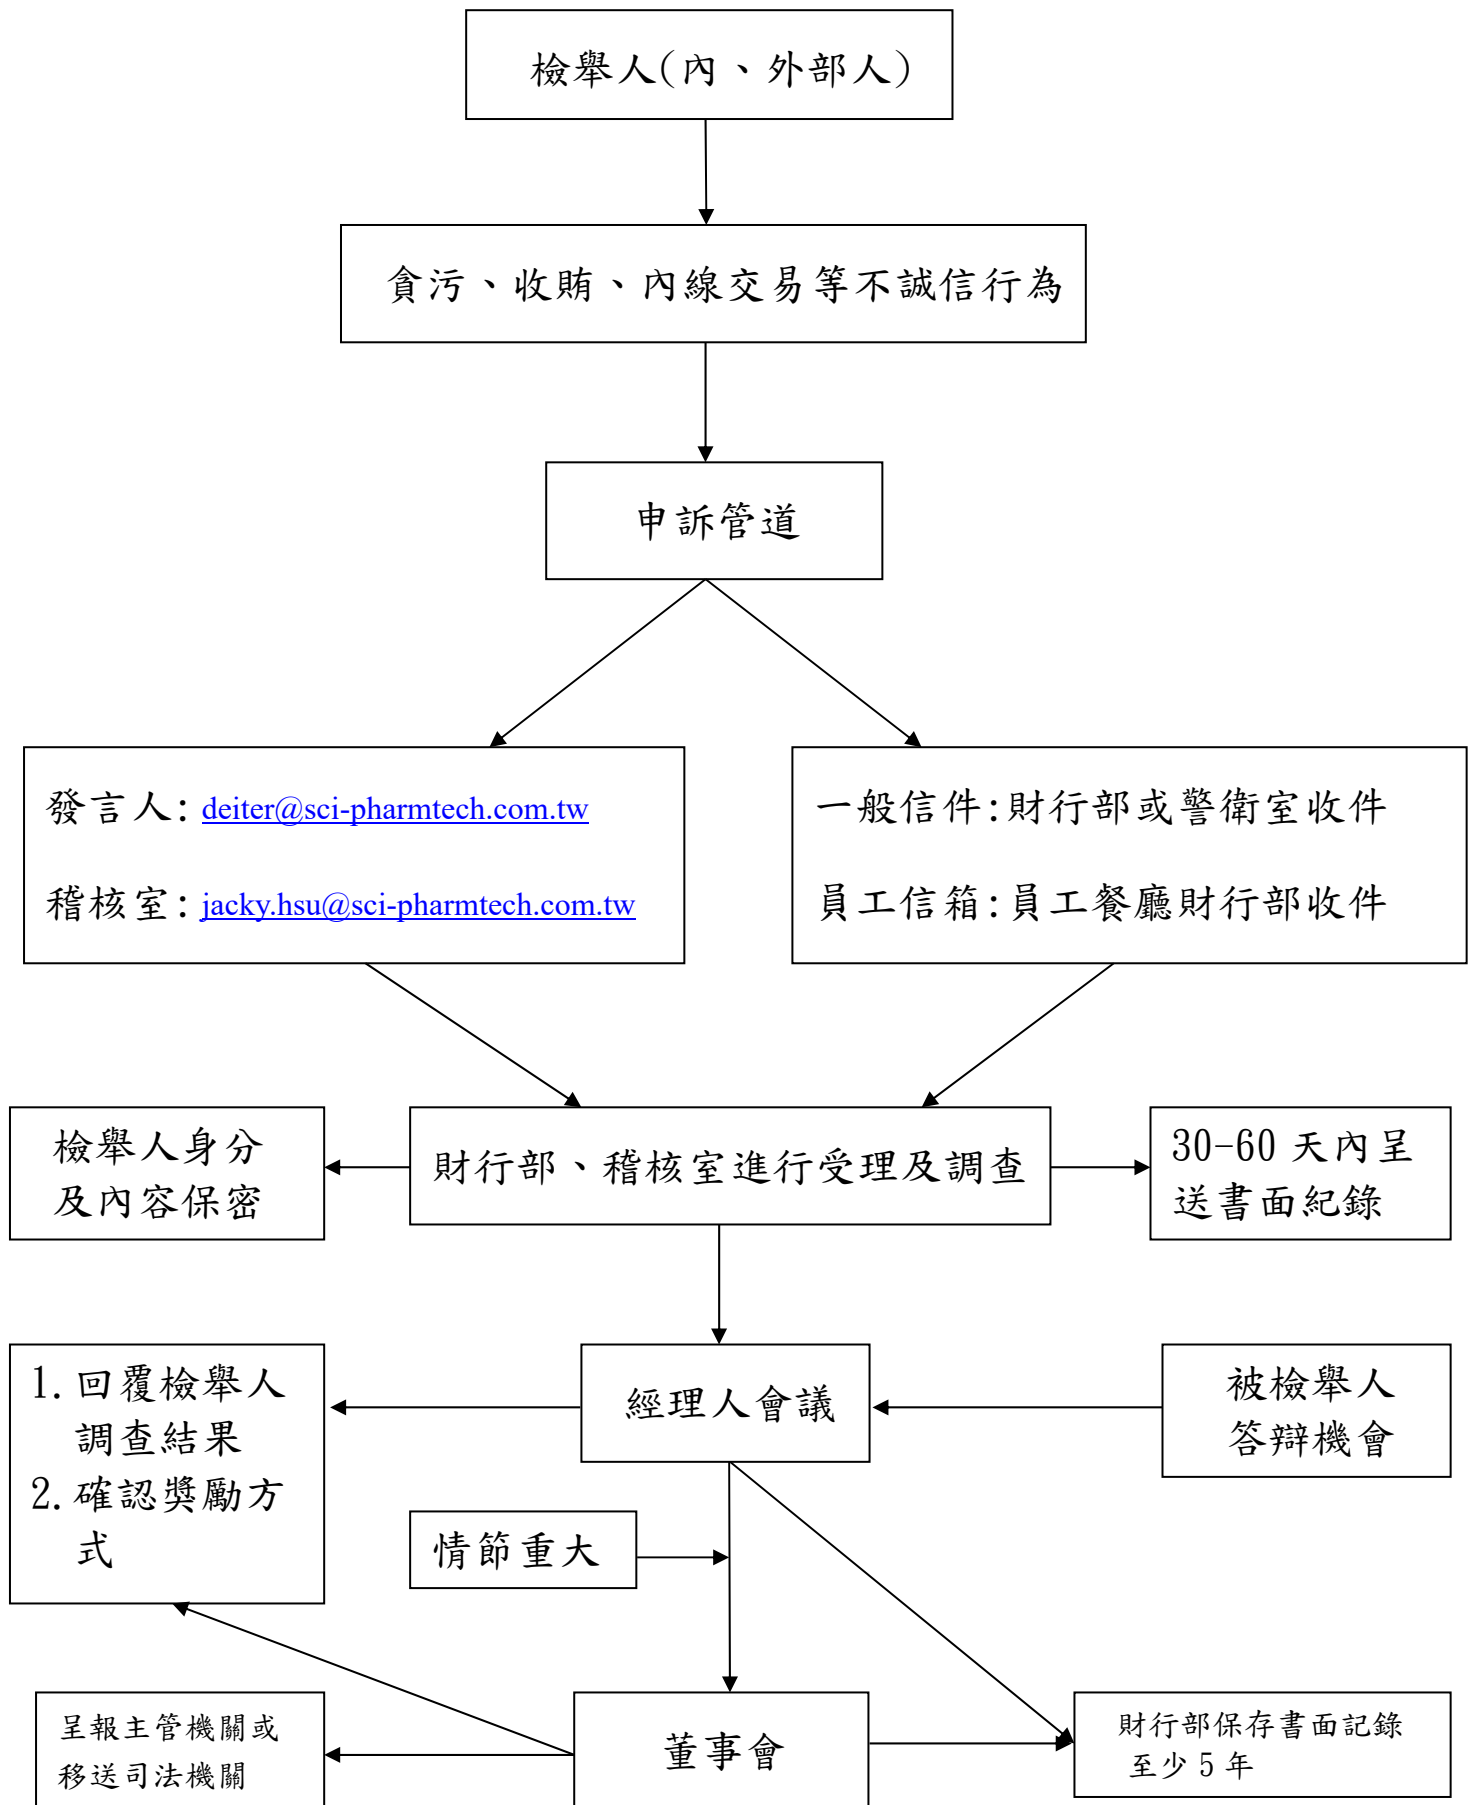 檢舉人(內、外部人)
貪污、收賄、內線交易等不誠信行為
申訴管道
發言人: deiter@sci-pharmtech.com.tw
稽核室: jacky.hsu@sci-pharmtech.com.tw
一般信件:財行部或警衛室收件
員工信箱:員工餐廳財行部收件
檢舉人身分
及內容保密
財行部、稽核室進行受理及調查
30-60 天內呈
送書面紀錄
1. 回覆檢舉人
調查結果
2. 確認獎勵方
式
經理人會議
被檢舉人
答辯機會
情節重大
呈報主管機關或
移送司法機關
董事會
財行部保存書面記錄
至少 5 年